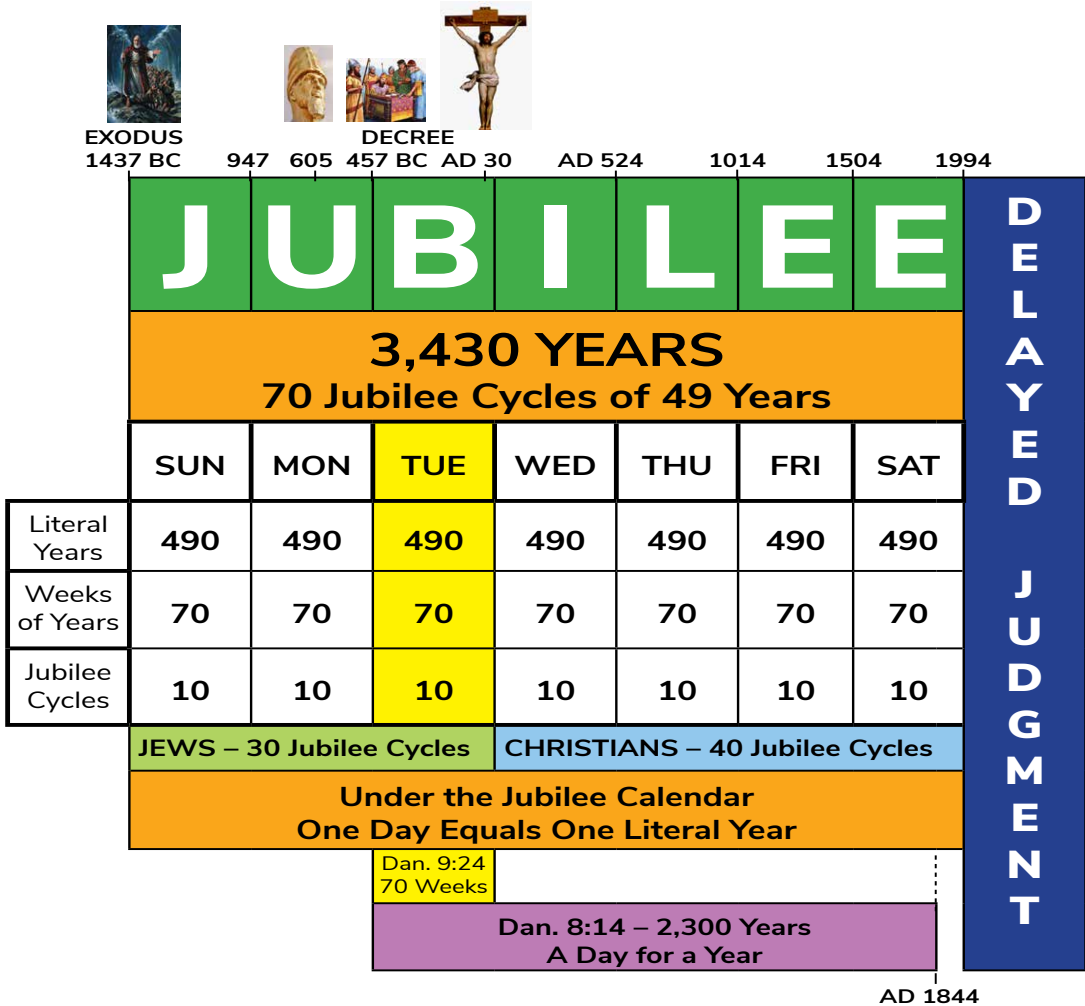 EXODUS DECREE
1437 BC 947 605 457 BC AD 30 AD 524 1014 1504 1994
JUBILEE
3,430 YEARS
70 Jubilee Cycles of 49 Years
SUN MON TUE WED THU FRI SAT
Literal
Years
490 490 490 490 490 490 490
Weeks
of Years
70 70 70 70 70 70 70
Jubilee
Cycles
10 10 10 10 10 10 10
JEWS – 30 Jubilee Cycles CHRISTIANS – 40 Jubilee Cycles
Under the Jubilee Calendar
One Day Equals One Literal Year
Dan. 9:24
70 Weeks
Dan. 8:14 – 2,300 Years
A Day for a Year
AD 1844
DELAYED JUDGMENT